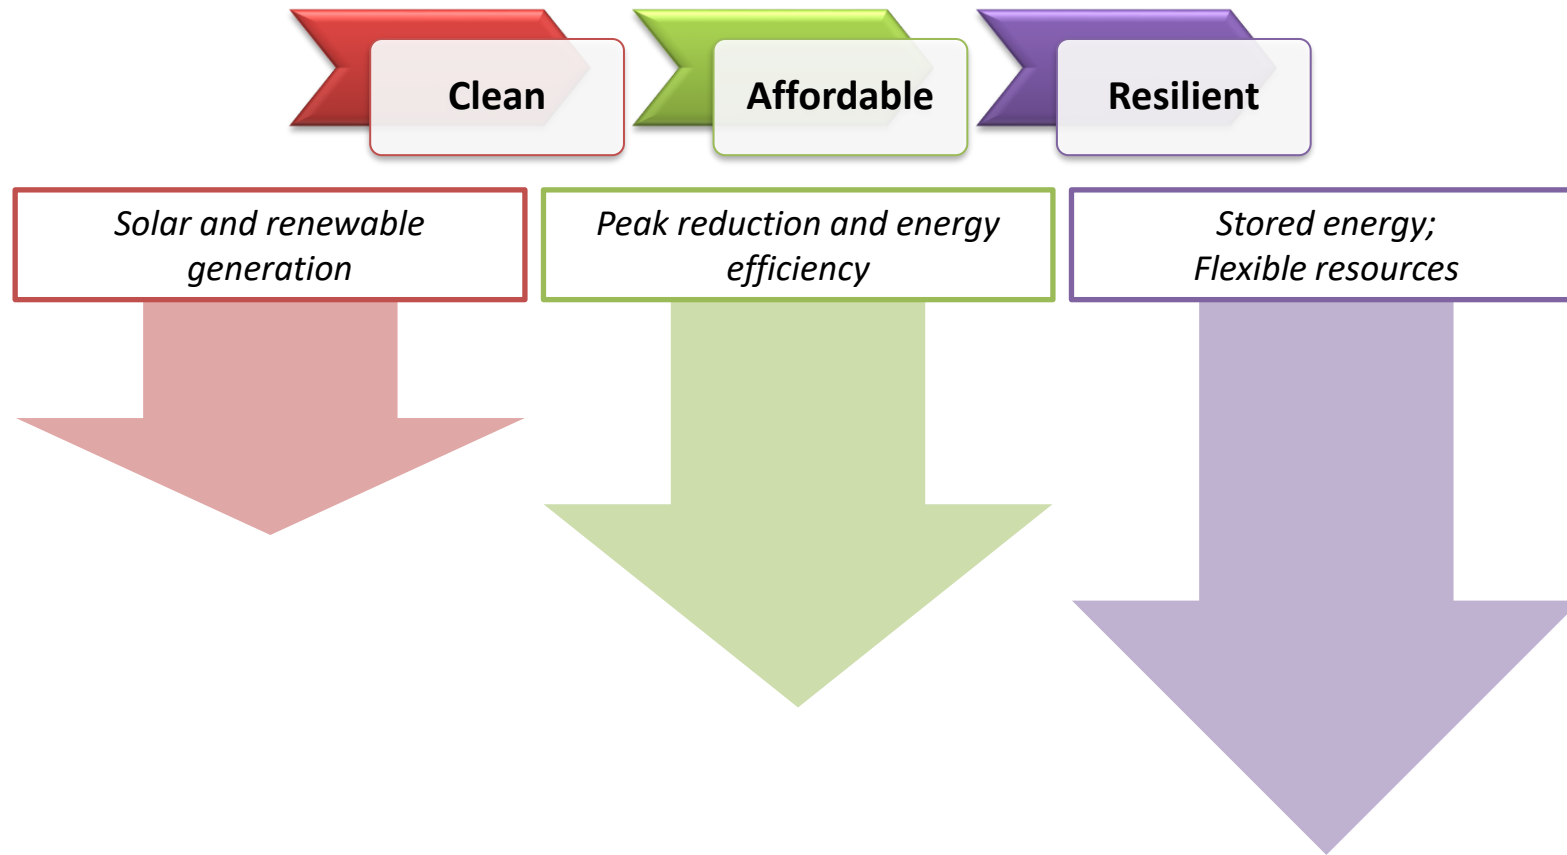 Clean
Affordable
Resilient
Solar and renewable
generation
Peak reduction and energy
efficiency
Stored energy;
Flexible resources